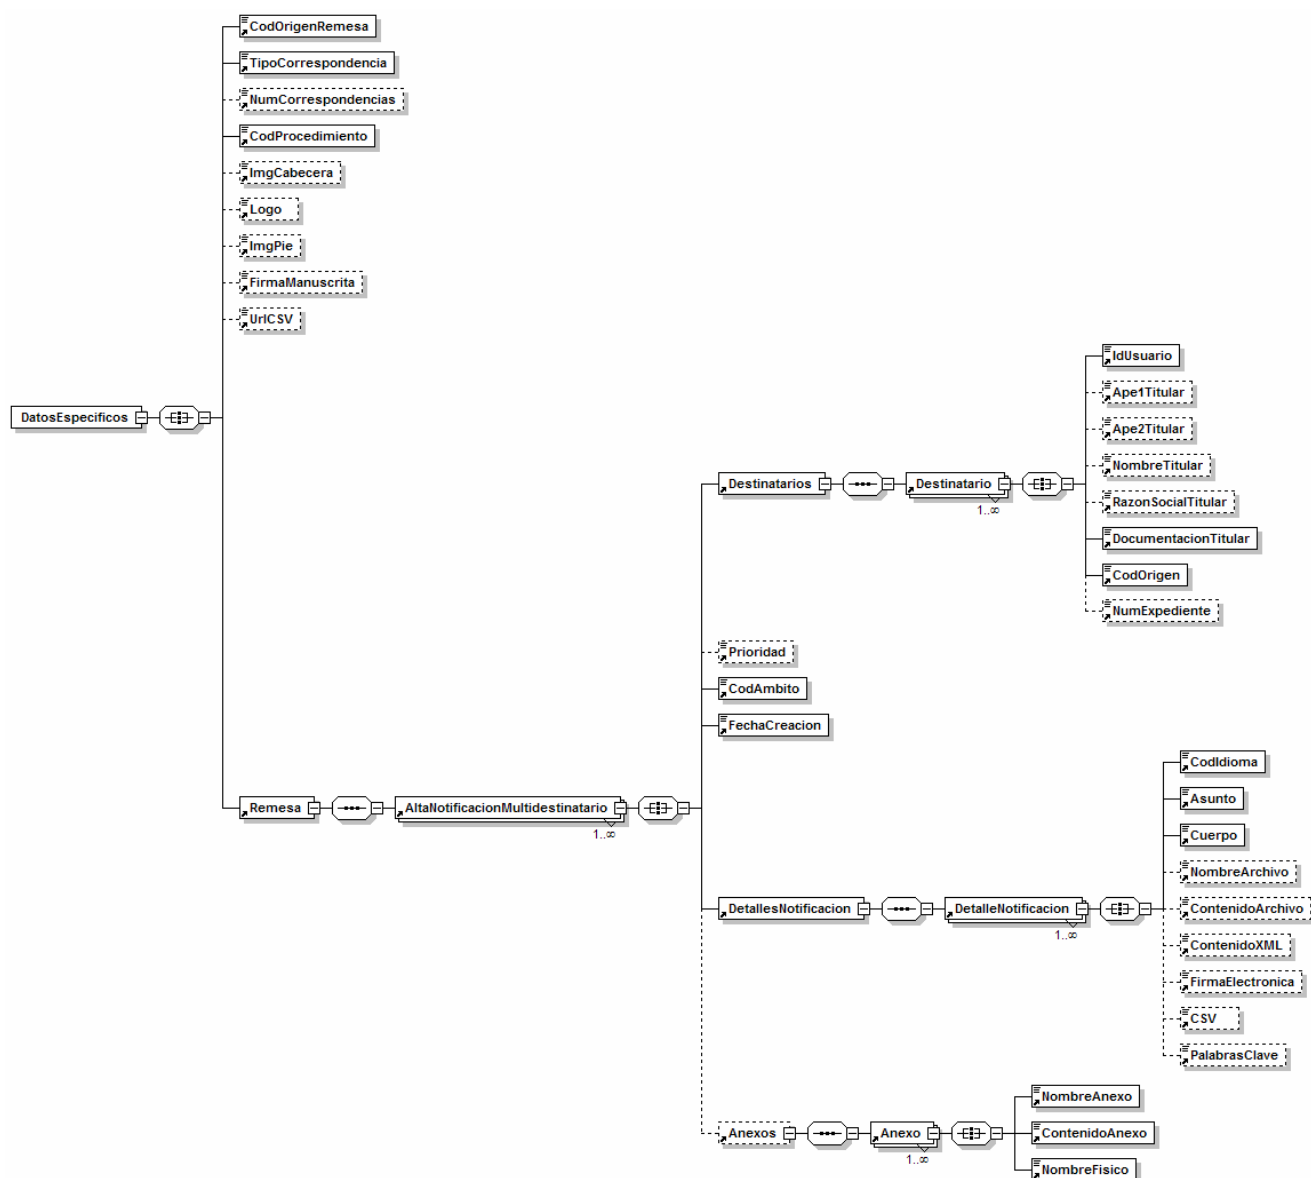 CodOrigenRemesa
TipoCorrespondencia
NumCorrespondencias
CodProcedimiento
ImgCabecera
Logo
ImgPie
FirmaManuscrita
UrlCSV
DatosEspecificos
Remesa
AltaNotificacionMultidestinatario
1..∞
Destinatarios
Destinatario
1..∞
IdUsuario
Ape1Titular
Ape2Titular
NombreTitular
RazonSocialTitular
DocumentacionTitular
CodOrigen
NumExpediente
Prioridad
CodAmbito
FechaCreacion
DetallesNotificacion
DetalleNotificacion
1..∞
CodIdioma
Asunto
Cuerpo
NombreArchivo
ContenidoArchivo
ContenidoXML
FirmaElectronica
CSV
PalabrasClave
Anexos
Anexo
1..∞
NombreAnexo
ContenidoAnexo
NombreFisico